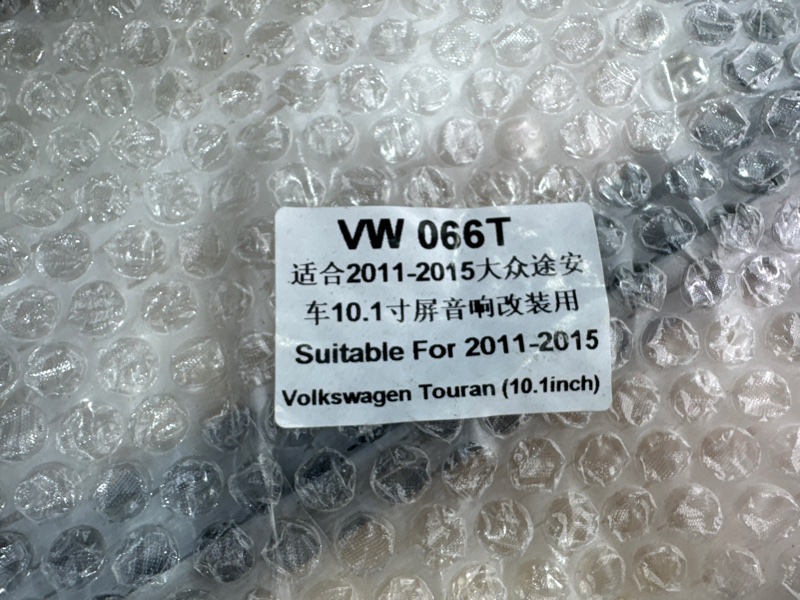 VW 066T
适合2011-2015大众途安
车10.1寸屏音响改装用
Suitable For 2011-2015
Volkswagen Touran (10.1inch)